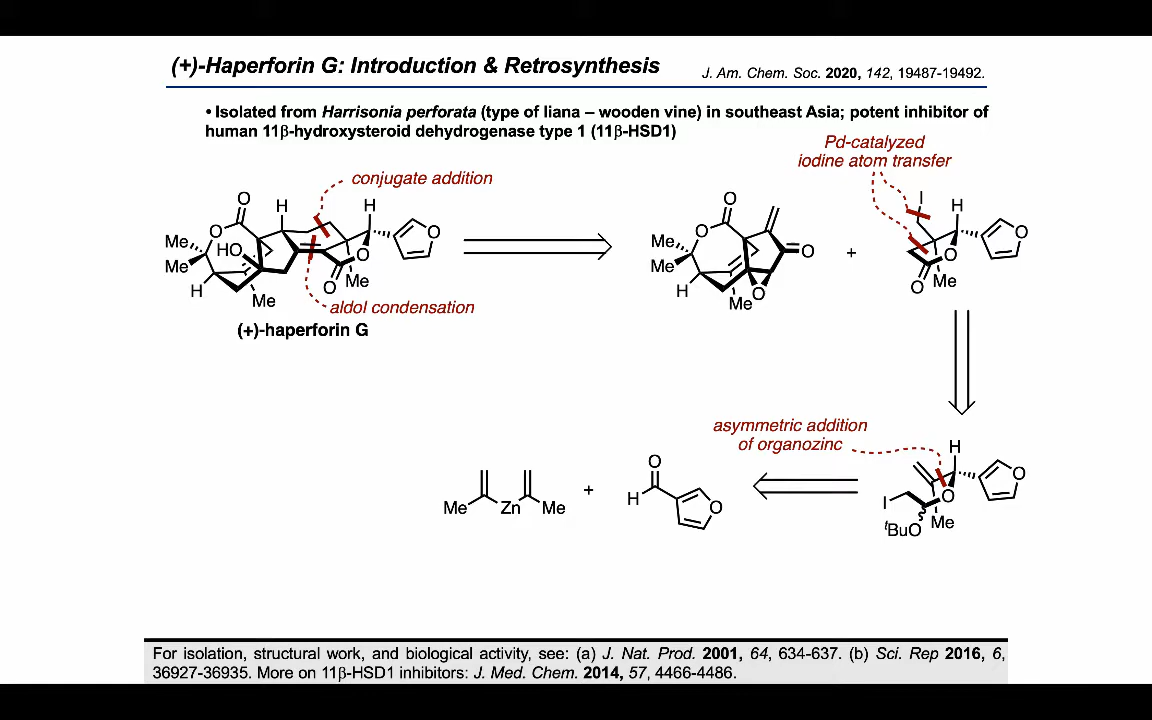 (+)-Haperforin G: Introduction & Retrosynthesis
J. Am. Chem. Soc. 2020, 142, 19487-19492.
• Isolated from Harrisonia perforata (type of liana – wooden vine) in southeast Asia; potent inhibitor of
human 11β-hydroxysteroid dehydrogenase type 1 (11β-HSD1)
Pd-catalyzed
iodine atom transfer
conjugate addition
O
H
H
O
Me
Me
HO
O
O
O
Me
H
Me
aldol condensation
(+)-haperforin G
O
O
Me
Me
O
H
Me
O
+
I
H
O
O
O
Me
asymmetric addition
of organozinc
H
O
O
I
tBuO
Me
O
H
O
+
Me
Zn
Me
For isolation, structural work, and biological activity, see: (a) J. Nat. Prod. 2001, 64, 634-637. (b) Sci. Rep 2016, 6,
36927-36935. More on 11β-HSD1 inhibitors: J. Med. Chem. 2014, 57, 4466-4486.